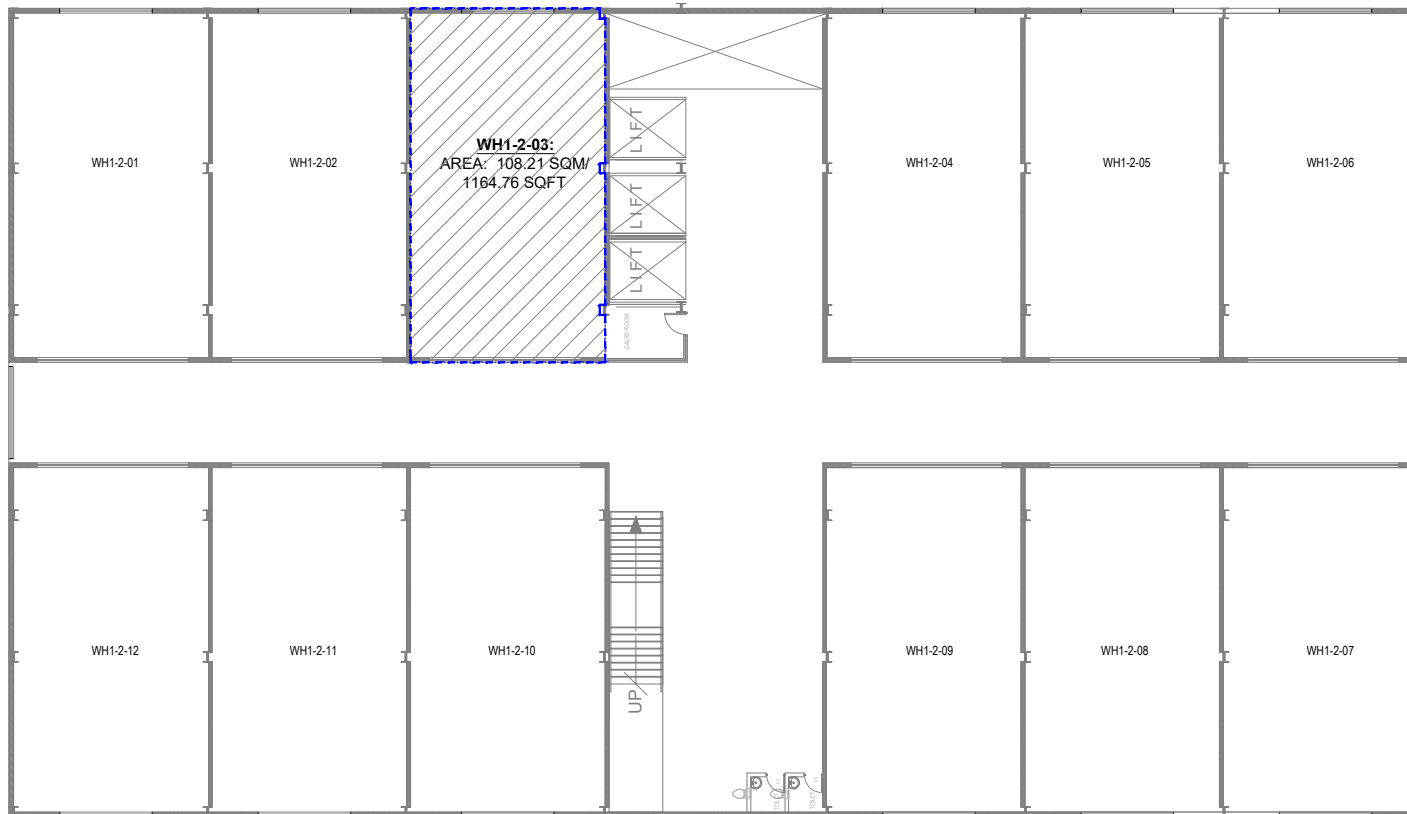 WH1-2-01
WH1-2-02
WH1-2-03:
AREA: 108.21 SQM/
1164.76 SQFT
LIFT
LIFT
LIFT
GAURD ROOM
WH1-2-04
WH1-2-05
WH1-2-06
WH1-2-12
WH1-2-11
WH1-2-10
UP
WH1-2-09
WH1-2-08
WH1-2-07
TOILET
TOILET